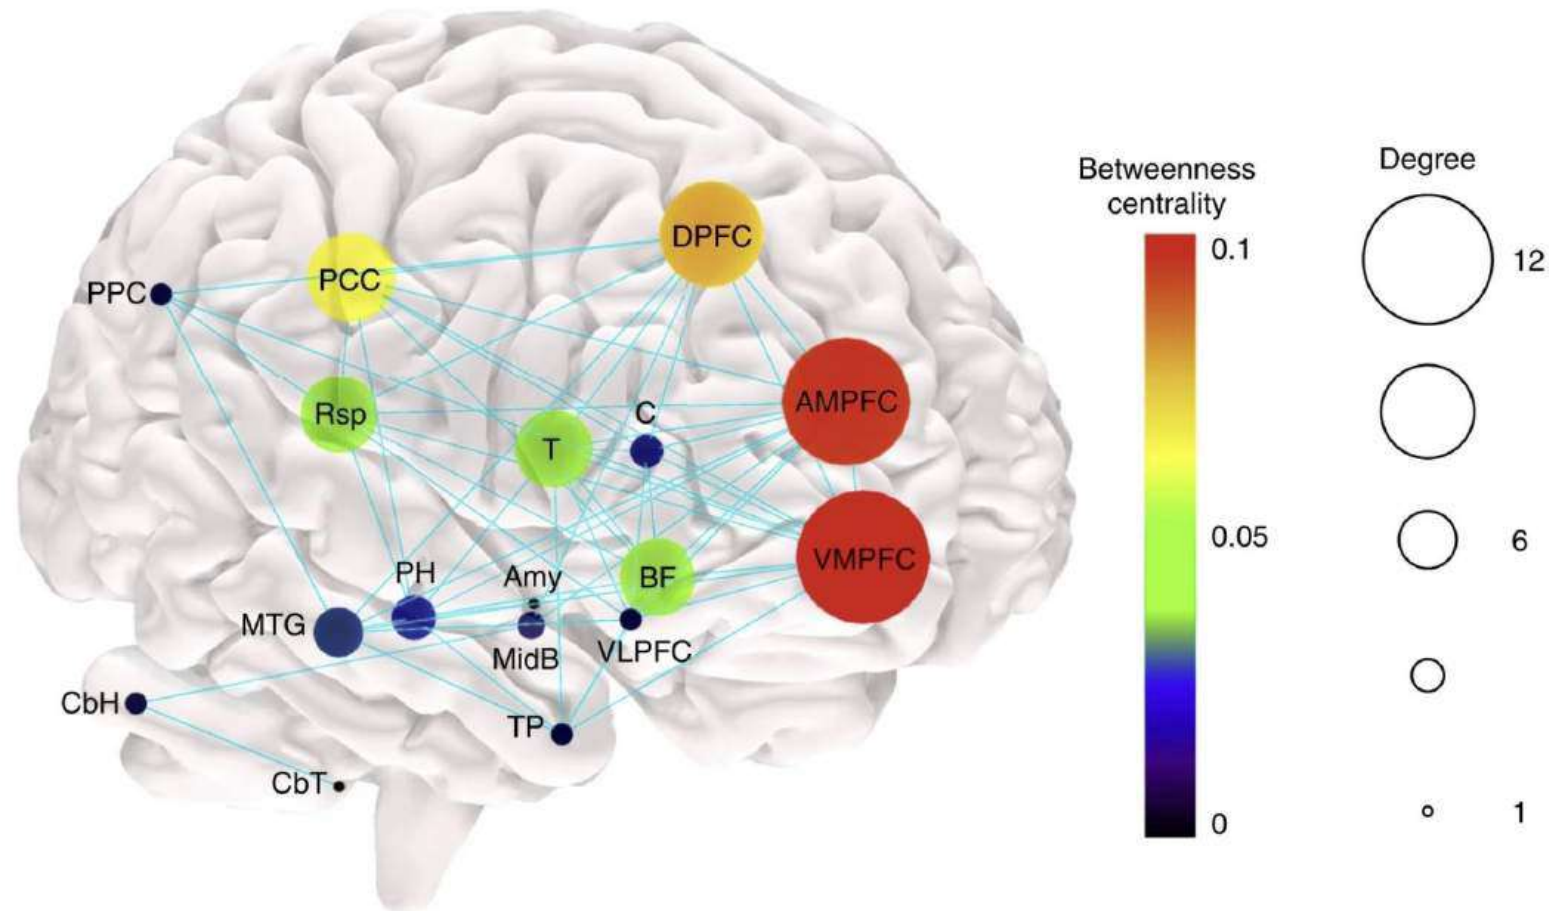 DPFC
PCC
PPC
AMPFC
Rsp
C
T
VMPFC
PH
Amy
BF
MTG
MidB
VLPFC
CbH
TP
CbT
Betweenness
centrality
0.1
0.05
0
Degree
12
6
1